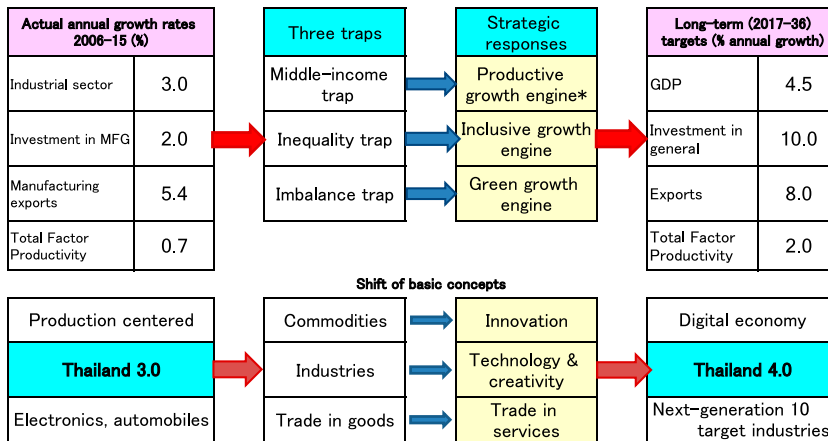 Actual annual growth rates
2006-15 (%)
Industrial sector 3.0
Investment in MFG 2.0
Manufacturing
exports 5.4
Total Factor
Productivity 0.7
Three traps
Middle-income
trap
Inequality trap
Imbalance trap
Strategic
responses
Productive
growth engine*
Inclusive growth
engine
Green growth
engine
Long-term (2017-36)
targets (% annual growth)
GDP 4.5
Investment in
general 10.0
Exports 8.0
Total Factor
Productivity 2.0
Shift of basic concepts
Production centered
Thailand 3.0
Electronics, automobiles
Commodities
Industries
Trade in goods
Innovation
Technology &
creativity
Trade in
services
Digital economy
Thailand 4.0
Next-generation 10
target industries